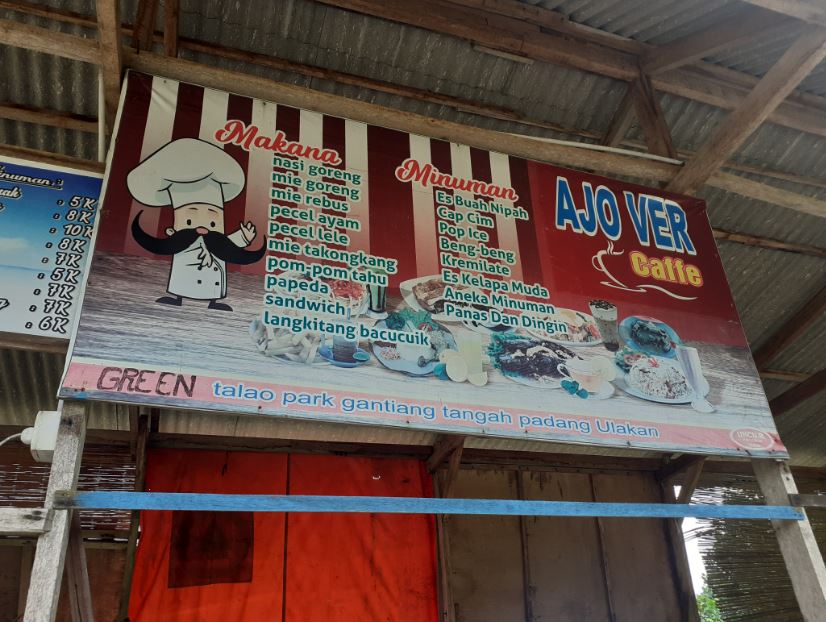 Makana
nasi goreng
mie goreng
mie rebus
pecel ayam
pecel lele
mie takongkang
pom-pom tahu
papeda
sandwich
langkitang bacucuik
Minuman
Es Buah Nipah
Cap Cim
Pop Ice
Beng-beng
Kremilate
Es Kelapa Muda
Aneka Minuman
Panas Dan Dingin
AJO VER
Caffe
GREEN talao park gantiang tangah padang Ulakan
5K
8K
10K
8K
7K
5K
7K
7K
6K